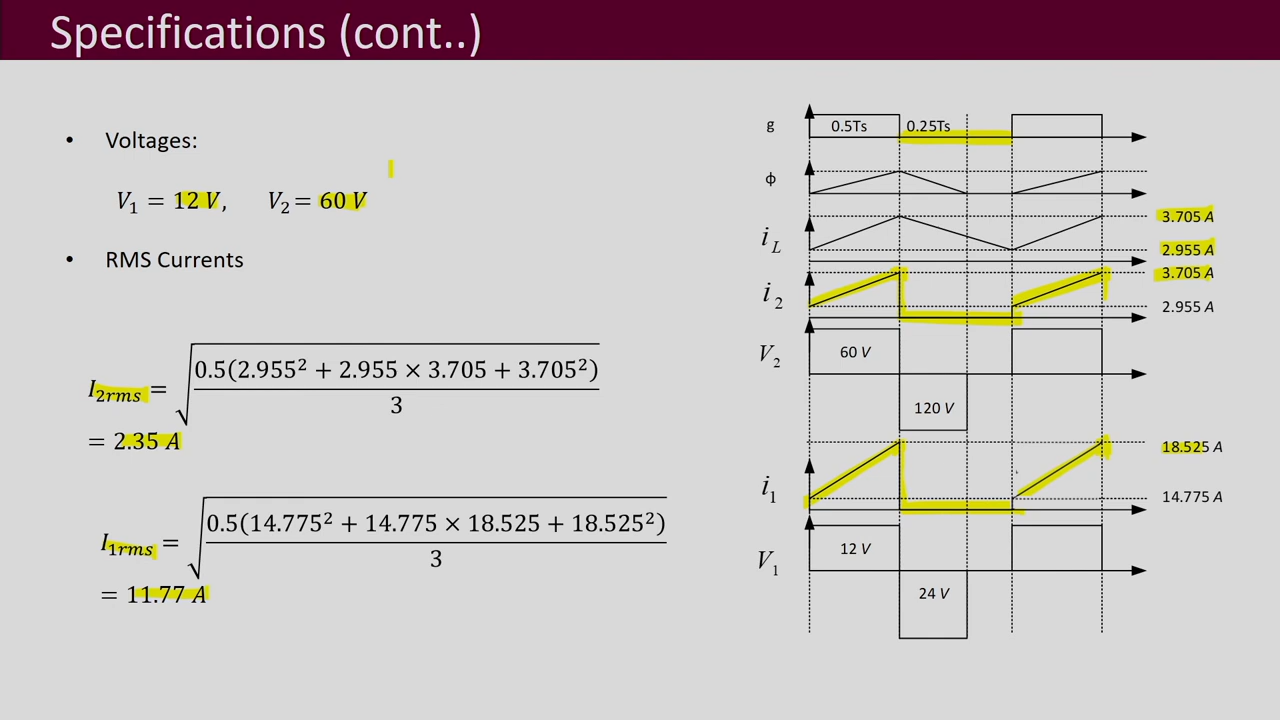 Specifications (cont..)
• Voltages:
V₁ = 12 V, V₂ = 60 V
• RMS Currents
I₂rms = √(0.5(2.955² + 2.955 × 3.705 + 3.705²) / 3)
= 2.35 A
I₁rms = √(0.5(14.775² + 14.775 × 18.525 + 18.525²) / 3)
= 11.77 A
g 0.5Ts 0.25Ts
ϕ
3.705 A
i_L
2.955 A
3.705 A
i₂
2.955 A
V₂ 60 V
120 V
18.525 A
i₁
14.775 A
V₁ 12 V
24 V